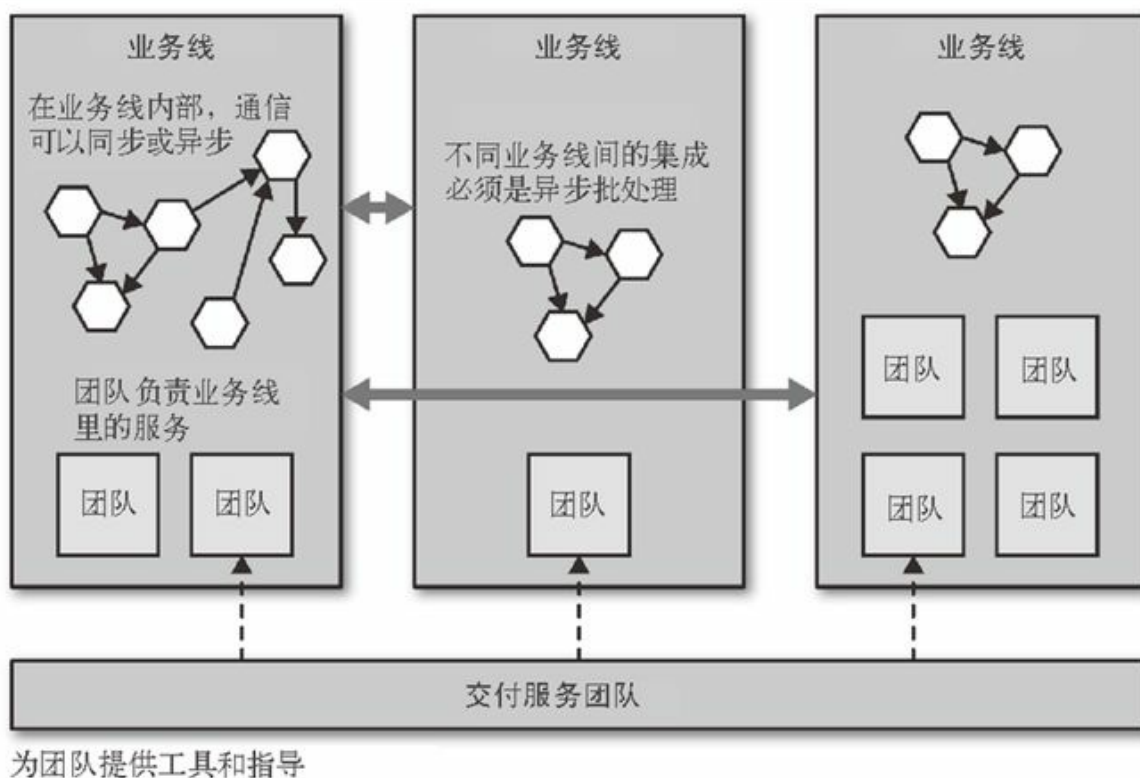 业务线
在业务线内部，通信
可以同步或异步
团队负责业务线
里的服务
团队
团队
业务线
不同业务线间的集成
必须是异步批处理
团队
业务线
团队
团队
团队
团队
交付服务团队
为团队提供工具和指导